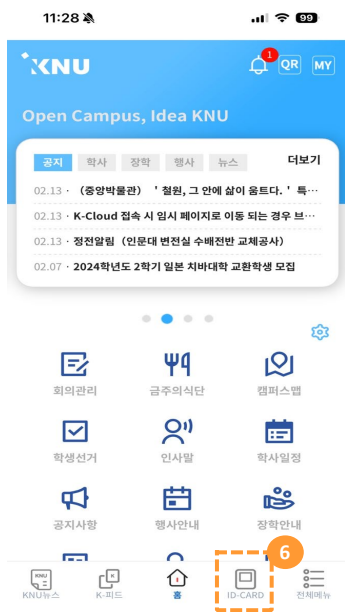 11:28
99
KNU
1
QR
MY
Open Campus, Idea KNU
공지 학사 장학 행사 뉴스 더보기
02.13 · (중앙박물관) '철원, 그 안에 삶이 움트다.' 특…
02.13 · K-Cloud 접속 시 임시 페이지로 이동 되는 경우 브…
02.13 · 정전알림 (인문대 변전실 수배전반 교체공사)
02.07 · 2024학년도 2학기 일본 치바대학 교환학생 모집
회의관리 금주의식단 캠퍼스맵
학생선거 인사말 학사일정
공지사항 행사안내 장학안내
6
KNU
K
KNU뉴스 K-피드 홈 ID-CARD 전체메뉴